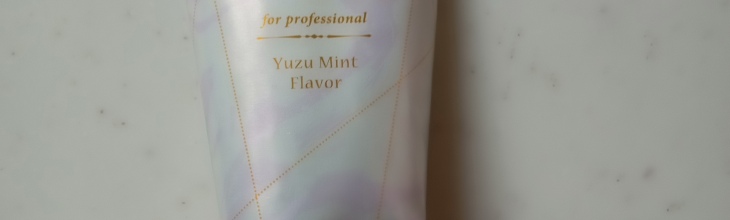 for professional
Yuzu Mint
Flavor